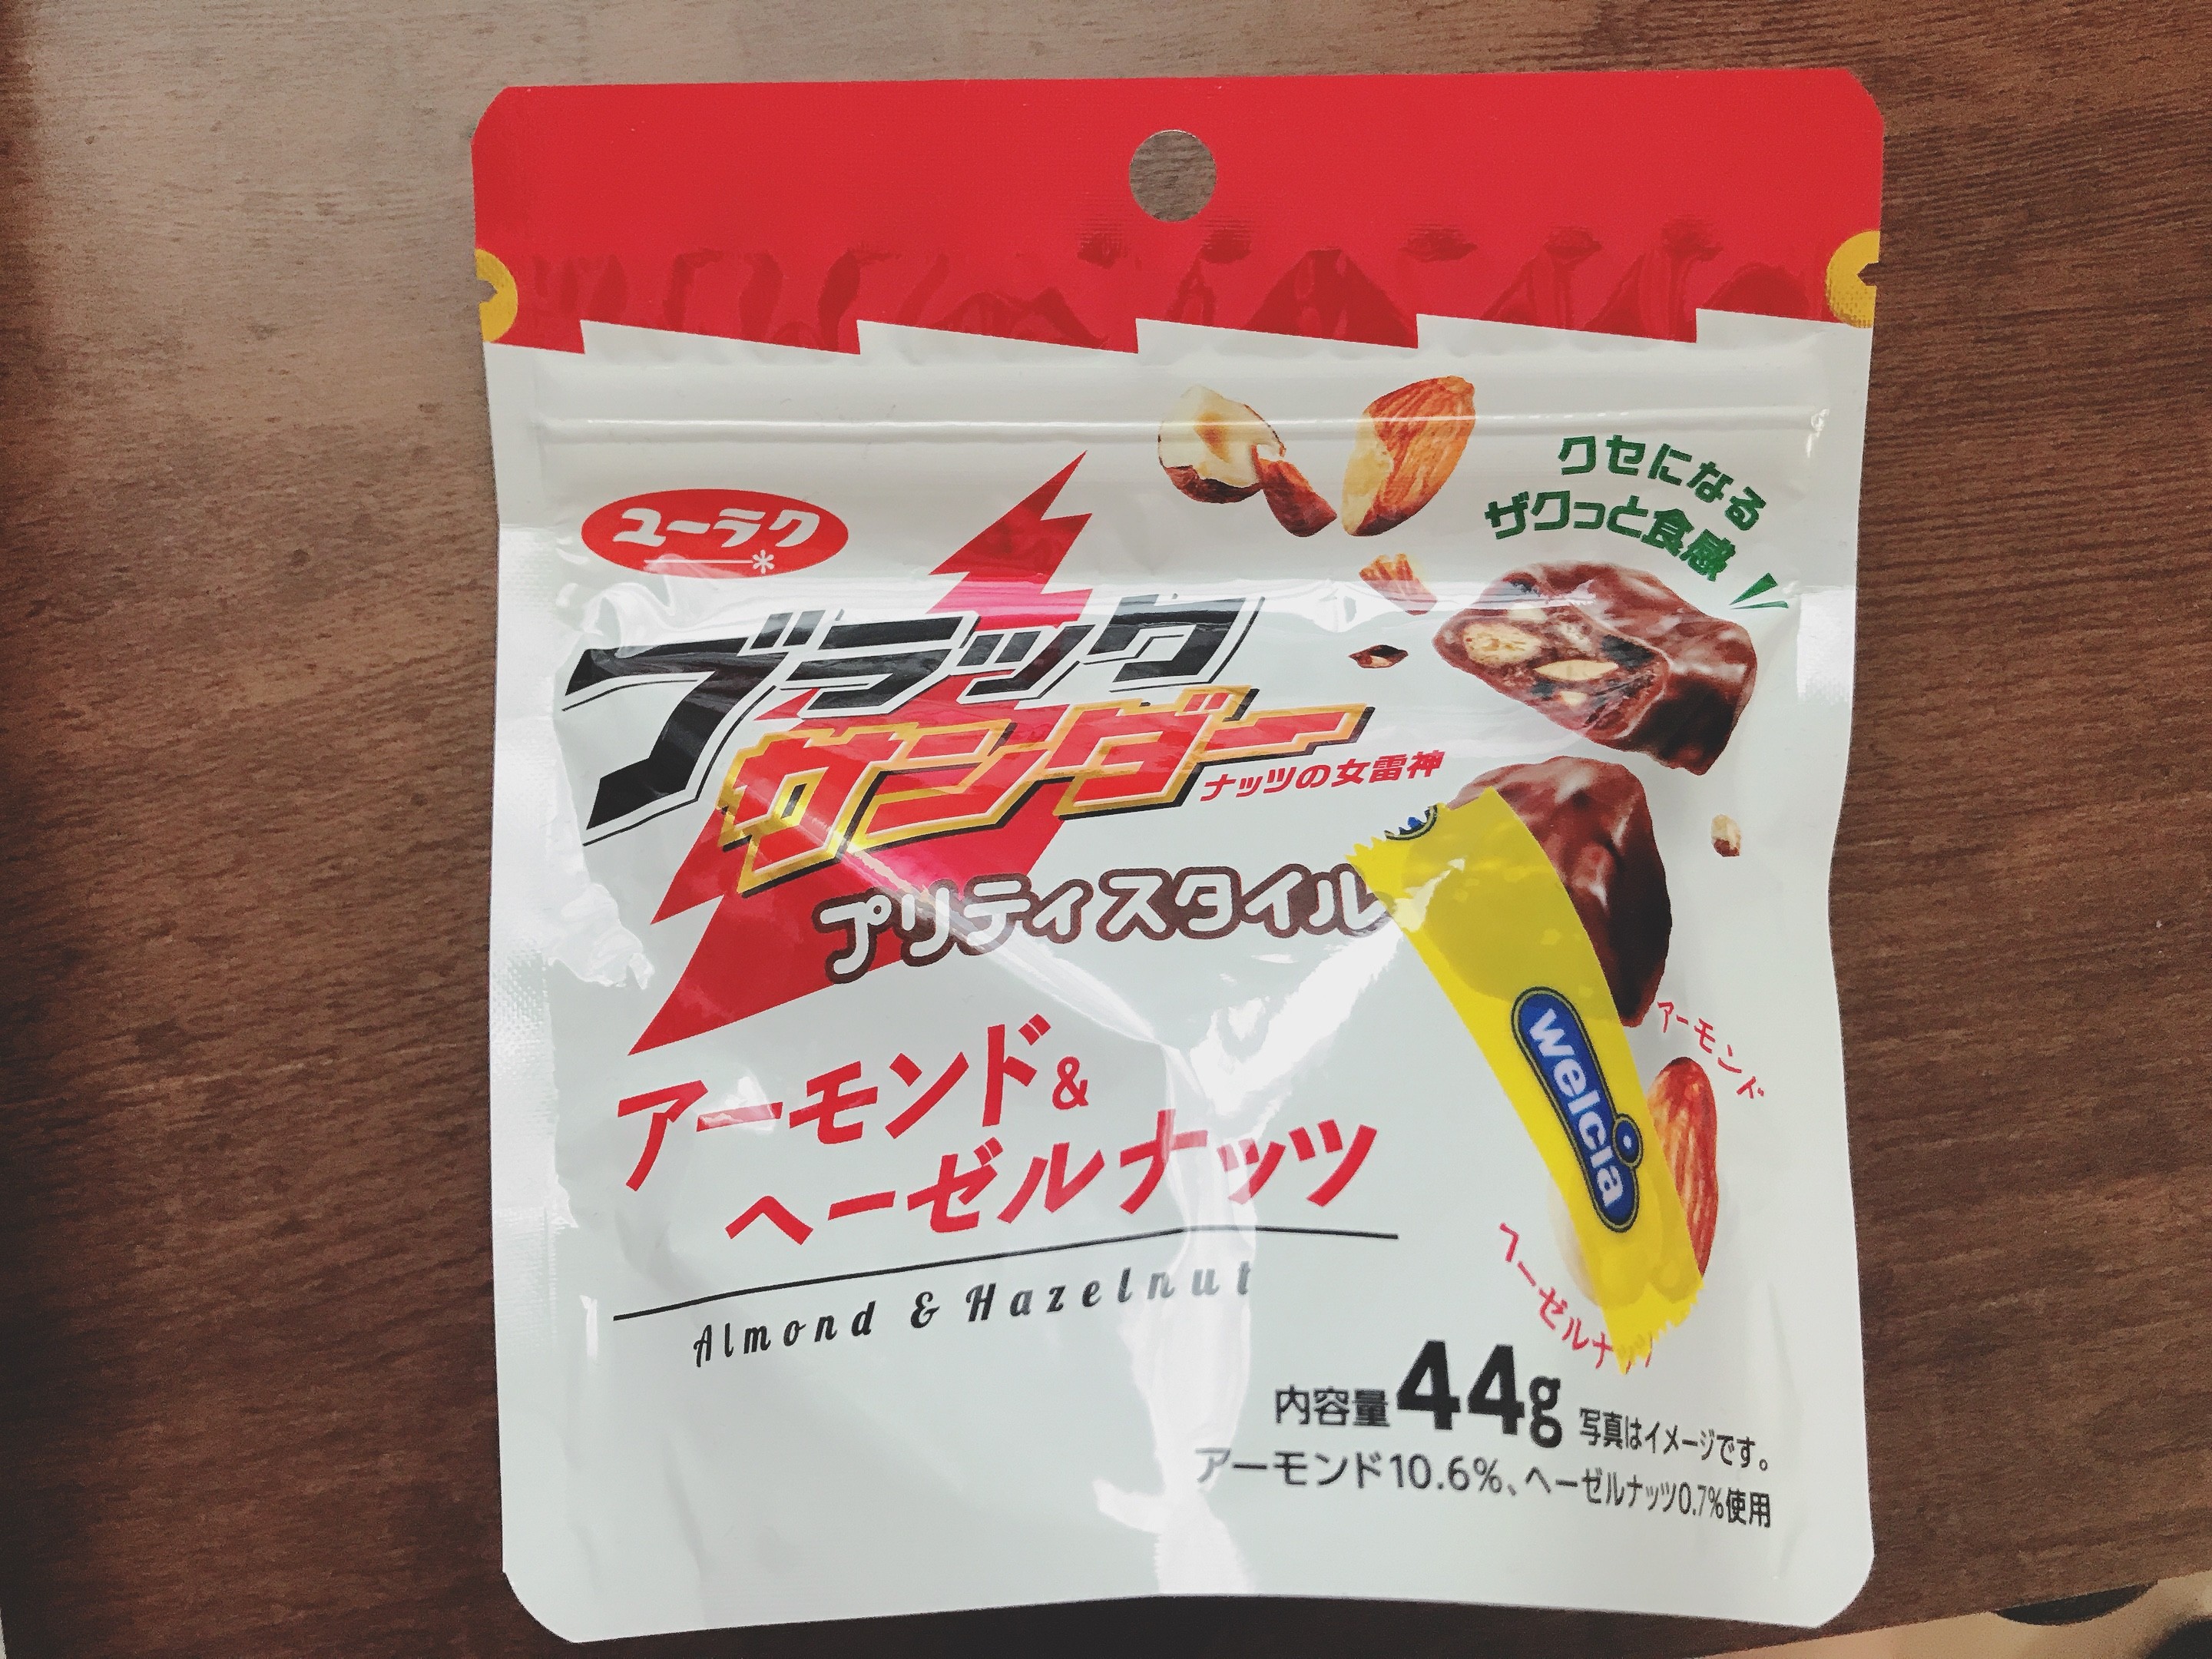 ユーラク
クセになる
ザクっと食感
ブラック
サンダー
ナッツの女雷神
プリティスタイル
アーモンド&
ヘーゼルナッツ
Almond & Hazelnut
welcia
アーモンド
ヘーゼルナッツ
内容量44g 写真はイメージです。
アーモンド10.6%、ヘーゼルナッツ0.7%使用